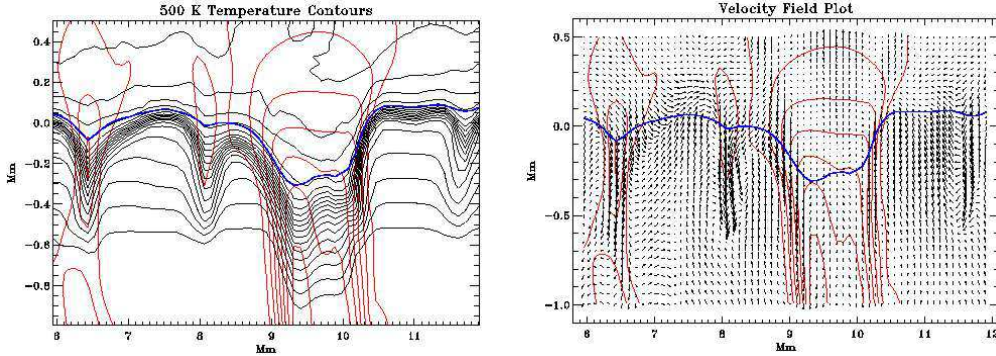 500 K Temperature Contours
0.4
0.2
-0.0
-0.2
-0.4
-0.6
-0.8
Mm
6 7 8 9 10 11
Mm
Velocity Field Plot
0.5
0.0
-0.5
-1.0
Mm
6 7 8 9 10 11 12
Mm